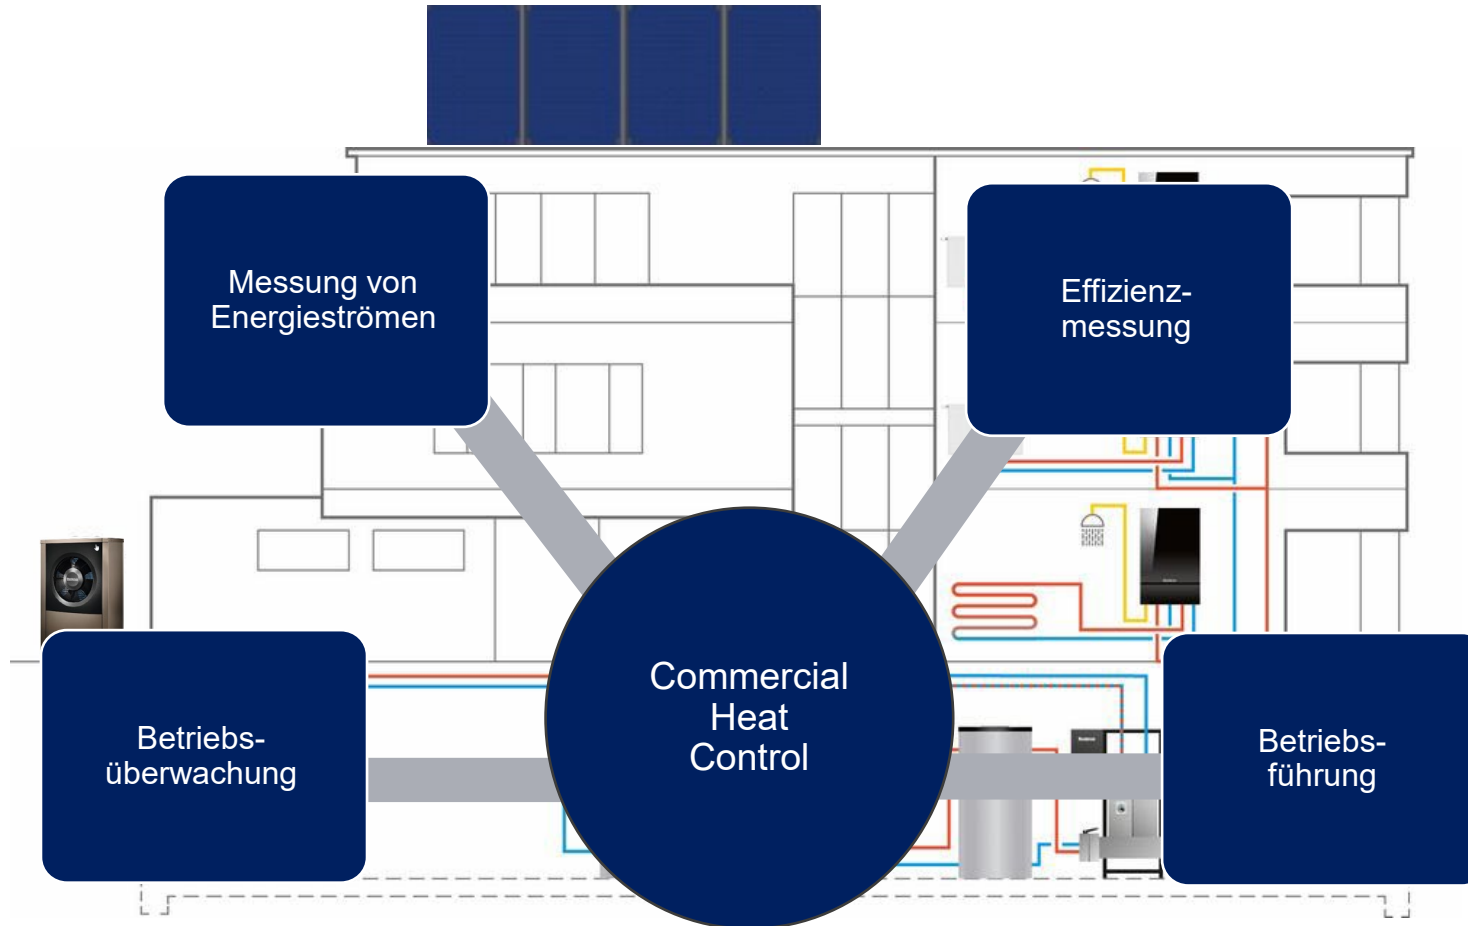 Messung von
Energieströmen
Effizienz-
messung
Commercial
Heat
Control
Betriebs-
überwachung
Betriebs-
führung